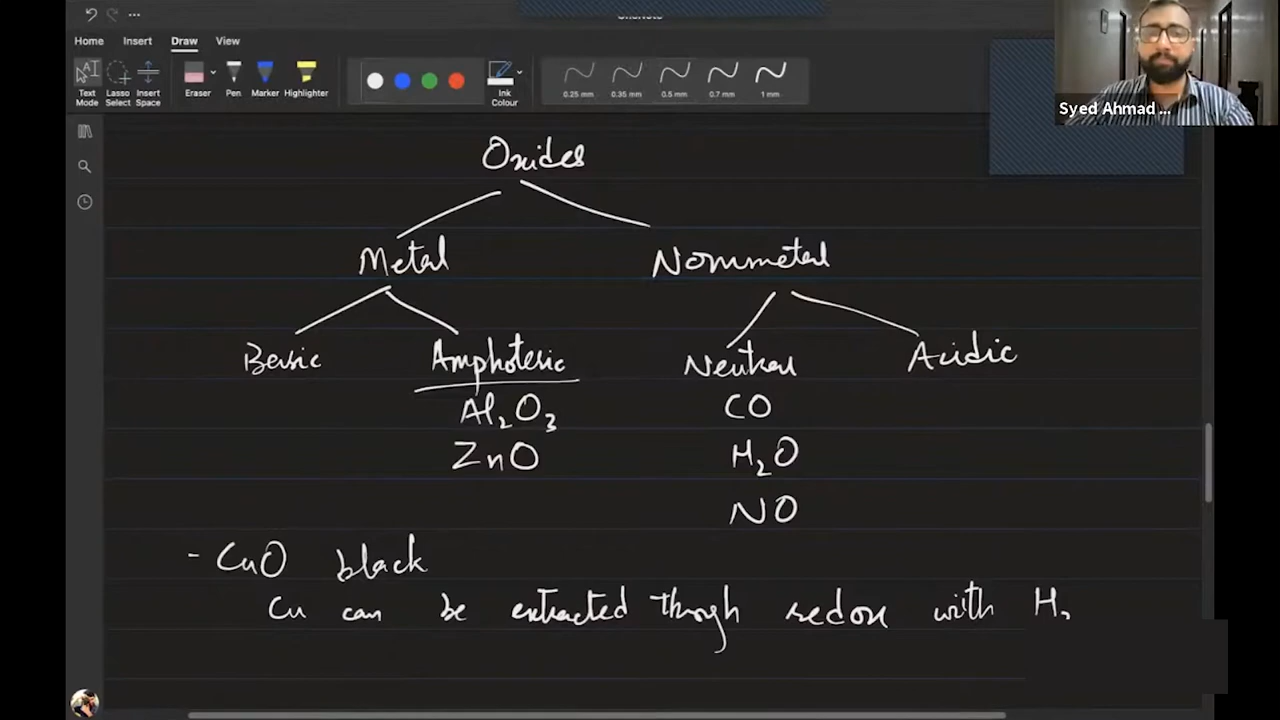 Home Insert Draw View
Text Mode
Lasso Select
Insert Space
Eraser
Pen
Marker
Highlighter
Ink Colour
0.25 mm 0.35 mm 0.5 mm 0.7 mm 1 mm
Syed Ahmad ...
Oxides
Metal Nonmetal
Basic Amphoteric Neutral Acidic
Al₂O₃ CO
ZnO H₂O
NO
- CuO black
Cu can be extracted though redox with H₂